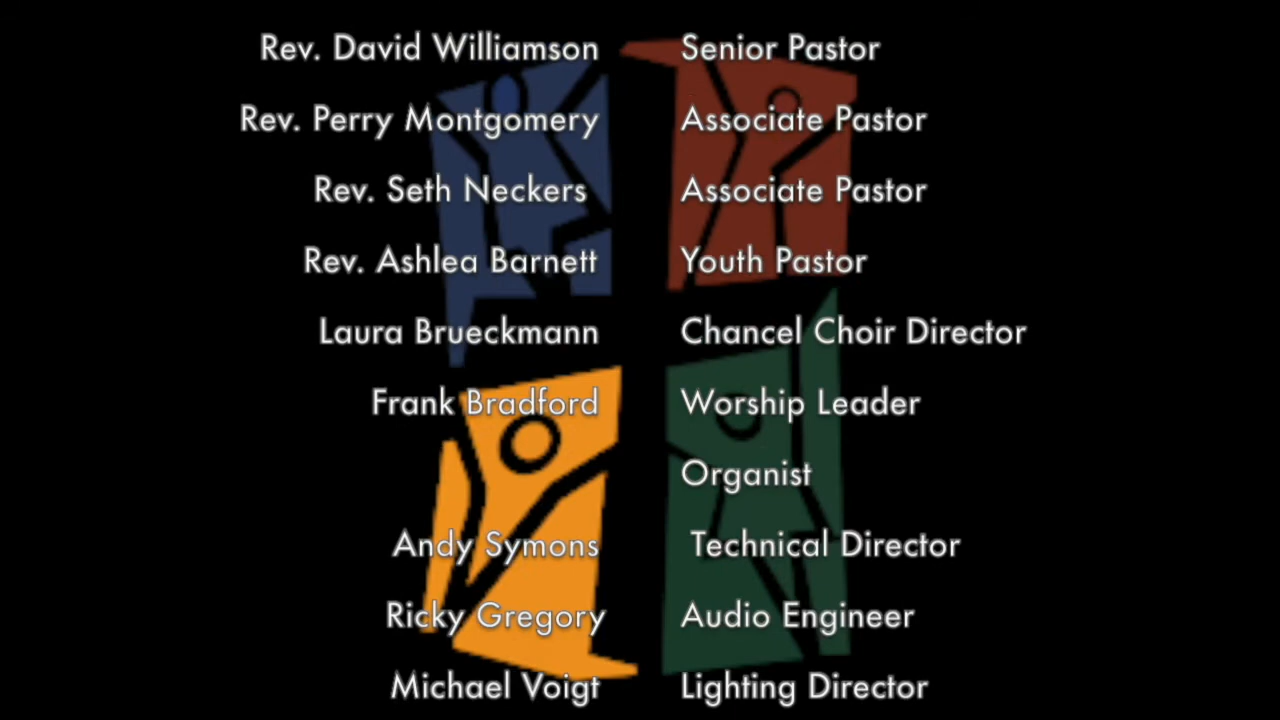 Rev. David Williamson Senior Pastor
Rev. Perry Montgomery Associate Pastor
Rev. Seth Neckers Associate Pastor
Rev. Ashlea Barnett Youth Pastor
Laura Brueckmann Chancel Choir Director
Frank Bradford Worship Leader
Organist
Andy Symons Technical Director
Ricky Gregory Audio Engineer
Michael Voigt Lighting Director